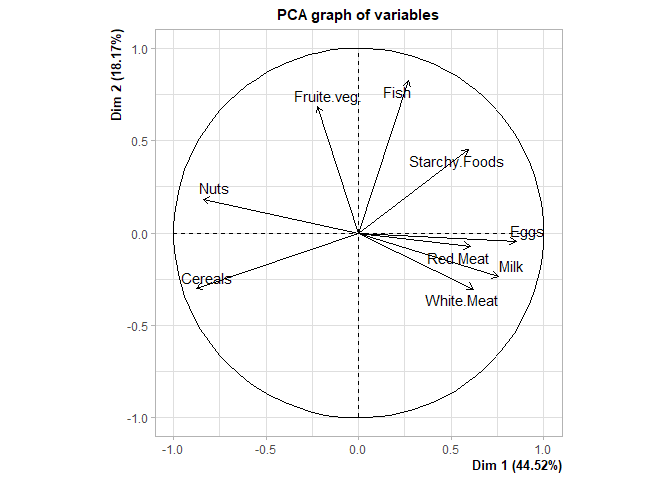 PCA graph of variables
Dim 2 (18.17%)
1.0
0.5
0.0
-0.5
-1.0
Fruite.veg.
Fish
Starchy.Foods
Nuts
Eggs
Red.Meat
Milk
Cereals
White.Meat
-1.0
-0.5
0.0
0.5
1.0
Dim 1 (44.52%)